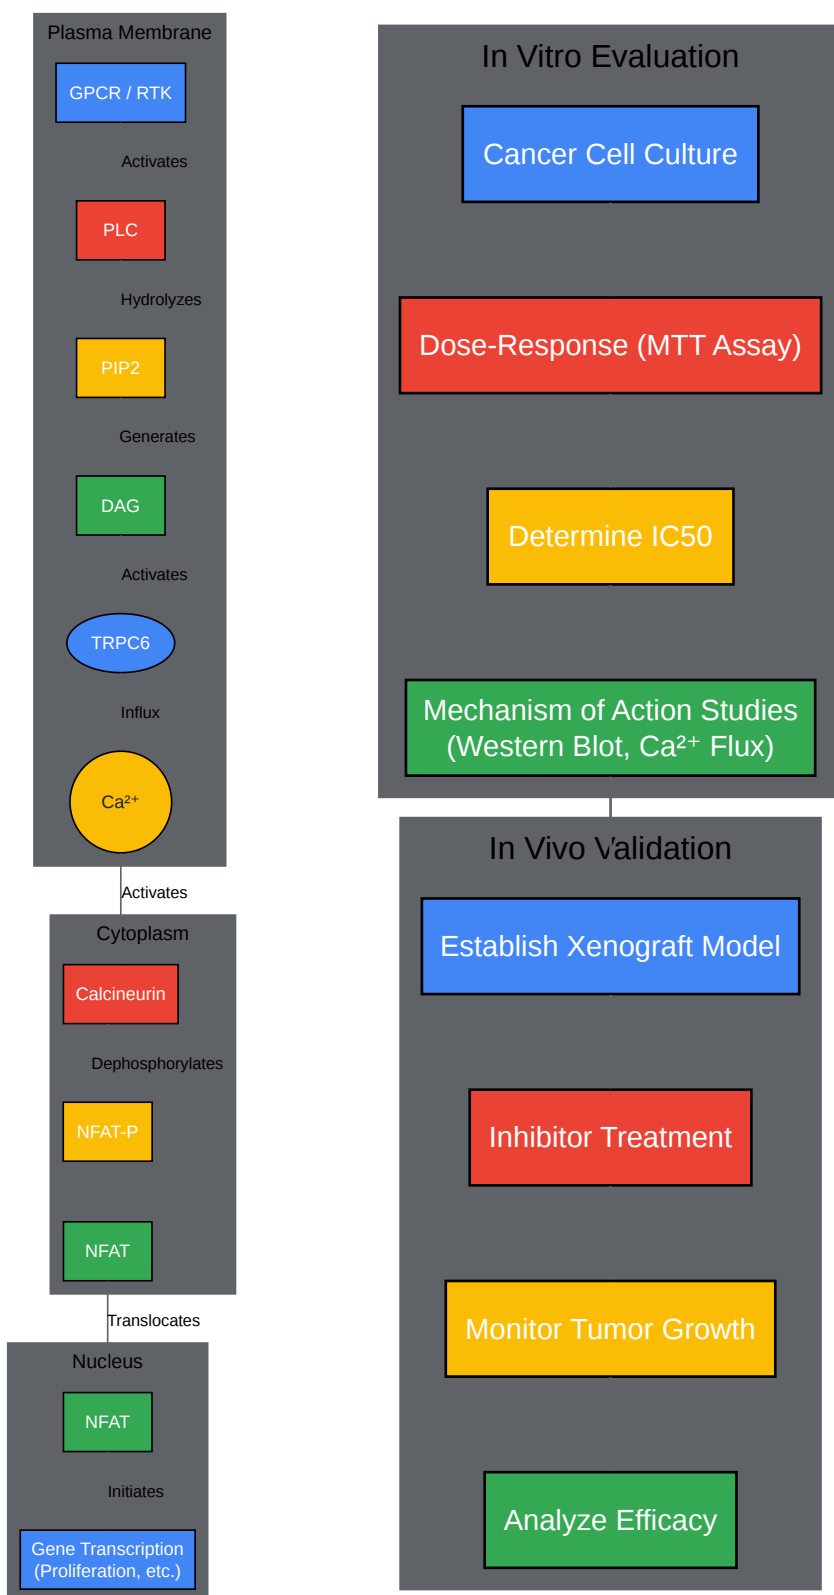 Plasma Membrane
GPCR / RTK
Activates
PLC
Hydrolyzes
PIP2
Generates
DAG
Activates
TRPC6
Influx
Ca²⁺
Activates
Cytoplasm
Calcineurin
Dephosphorylates
NFAT-P
NFAT
Translocates
Nucleus
NFAT
Initiates
Gene Transcription
(Proliferation, etc.)
In Vitro Evaluation
Cancer Cell Culture
Dose-Response (MTT Assay)
Determine IC50
Mechanism of Action Studies
(Western Blot, Ca²⁺ Flux)
In Vivo Validation
Establish Xenograft Model
Inhibitor Treatment
Monitor Tumor Growth
Analyze Efficacy